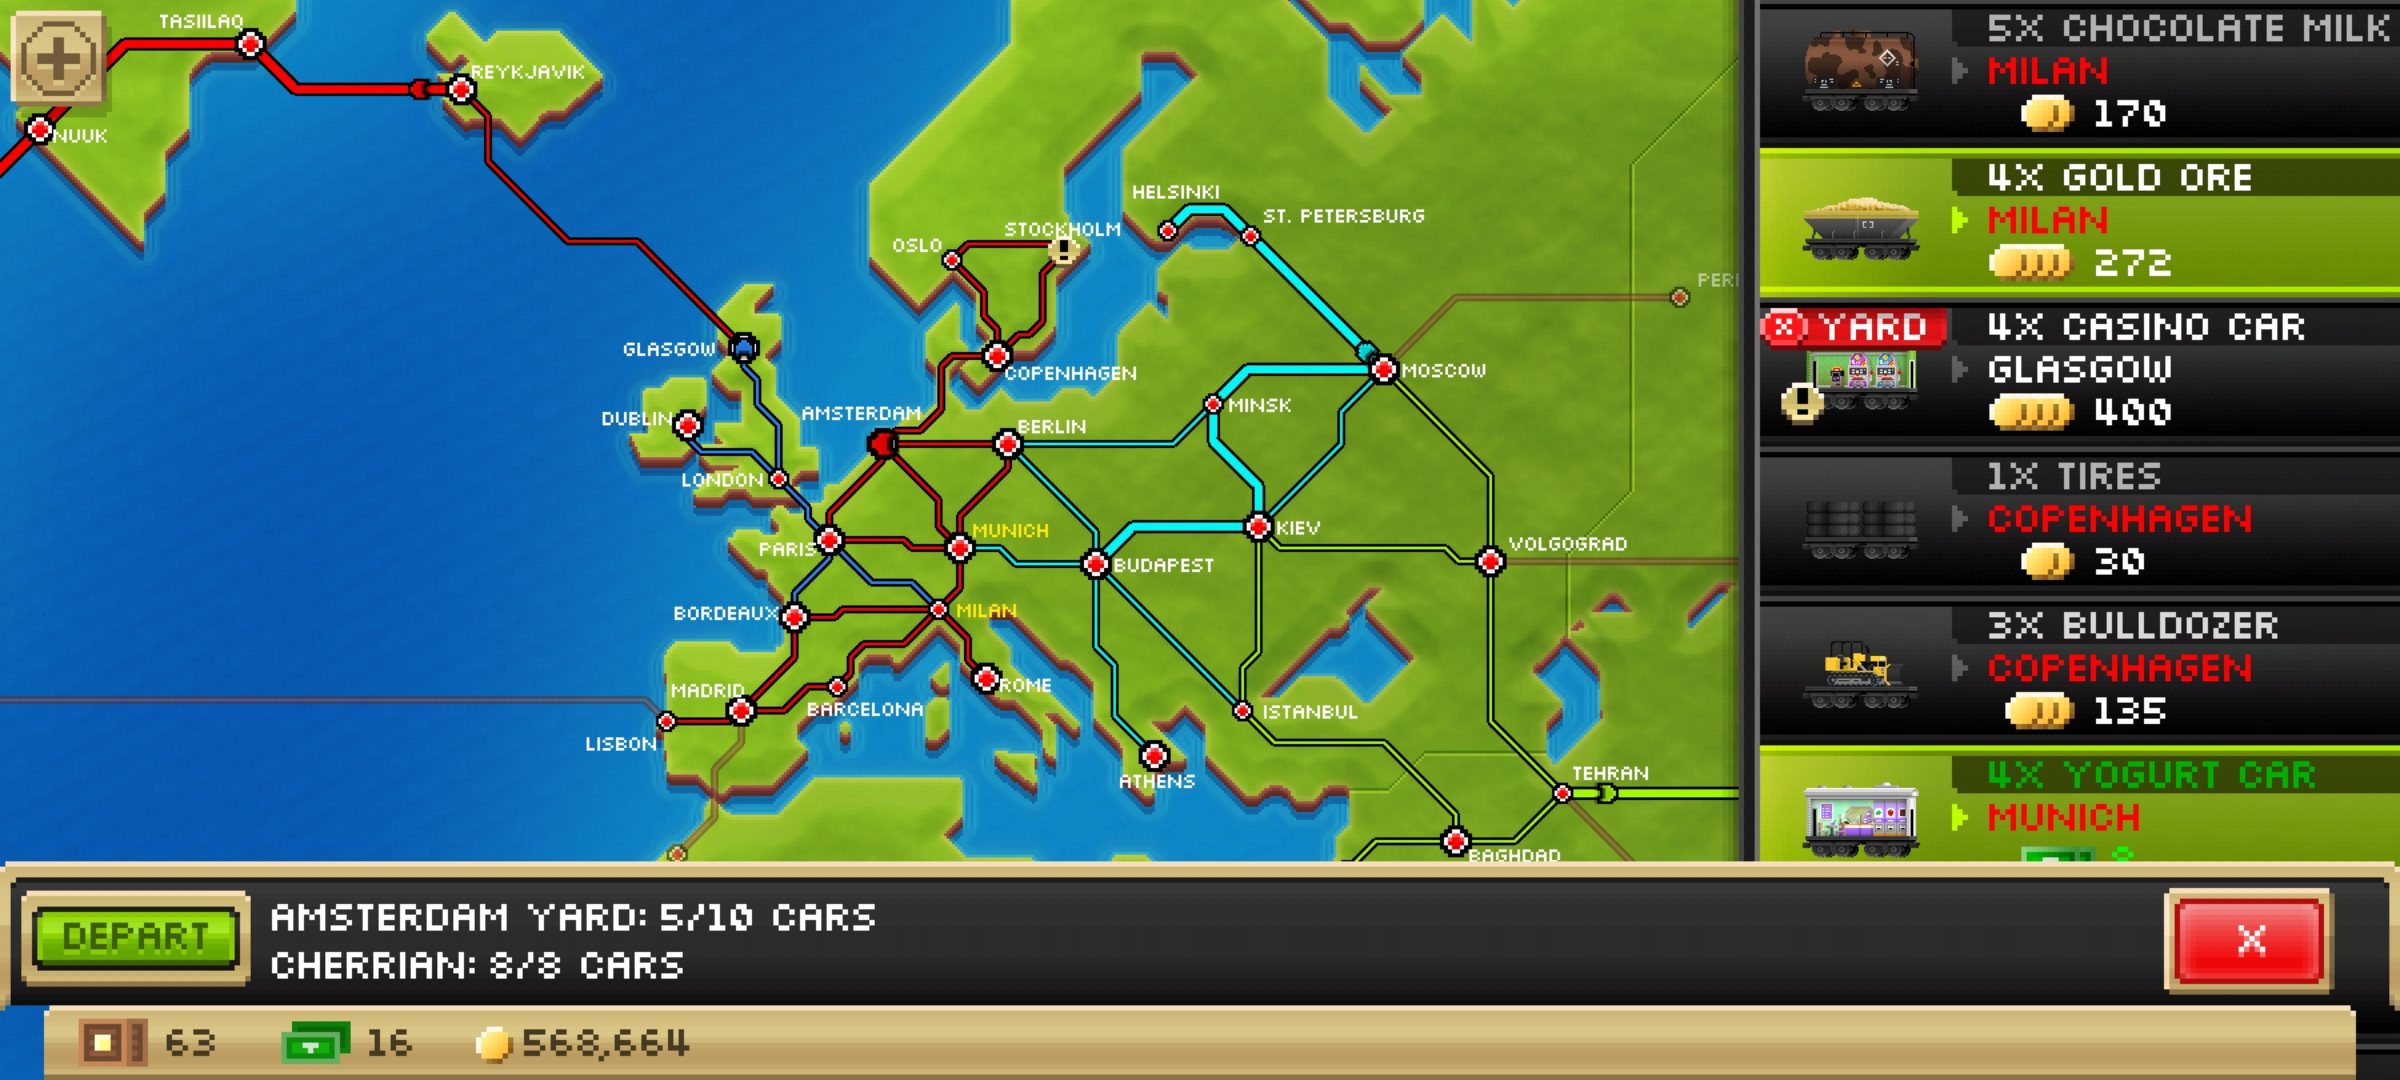 TASIILAQ
REYKJAVIK
NUUK
HELSINKI
ST. PETERSBURG
STOCKHOLM
OSLO
GLASGOW
COPENHAGEN
MOSCOW
MINSK
DUBLIN
AMSTERDAM
BERLIN
LONDON
MUNICH
KIEV
VOLGOGRAD
PARIS
BUDAPEST
BORDEAUX
MILAN
MADRID
ROME
BARCELONA
ISTANBUL
LISBON
ATHENS
TEHRAN
BAGHDAD
5X CHOCOLATE MILK
MILAN
170
4X GOLD ORE
MILAN
272
X YARD
4X CASINO CAR
GLASGOW
400
1X TIRES
COPENHAGEN
30
3X BULLDOZER
COPENHAGEN
135
4X YOGURT CAR
MUNICH
DEPART
AMSTERDAM YARD: 5/10 CARS
CHERRIAN: 8/8 CARS
X
63
16
568,664